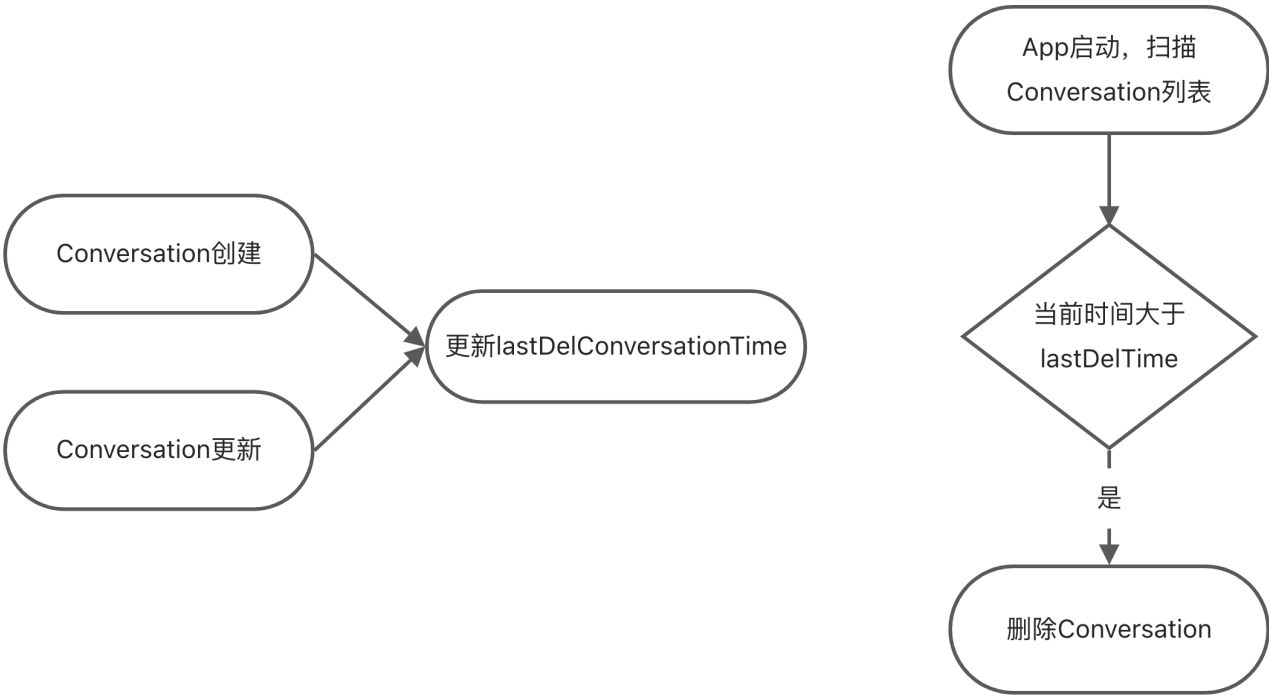 App启动，扫描
Conversation列表
Conversation创建
当前时间大于
更新lastDelConversationTime
lastDelTime
Conversation更新
是
删除Conversation